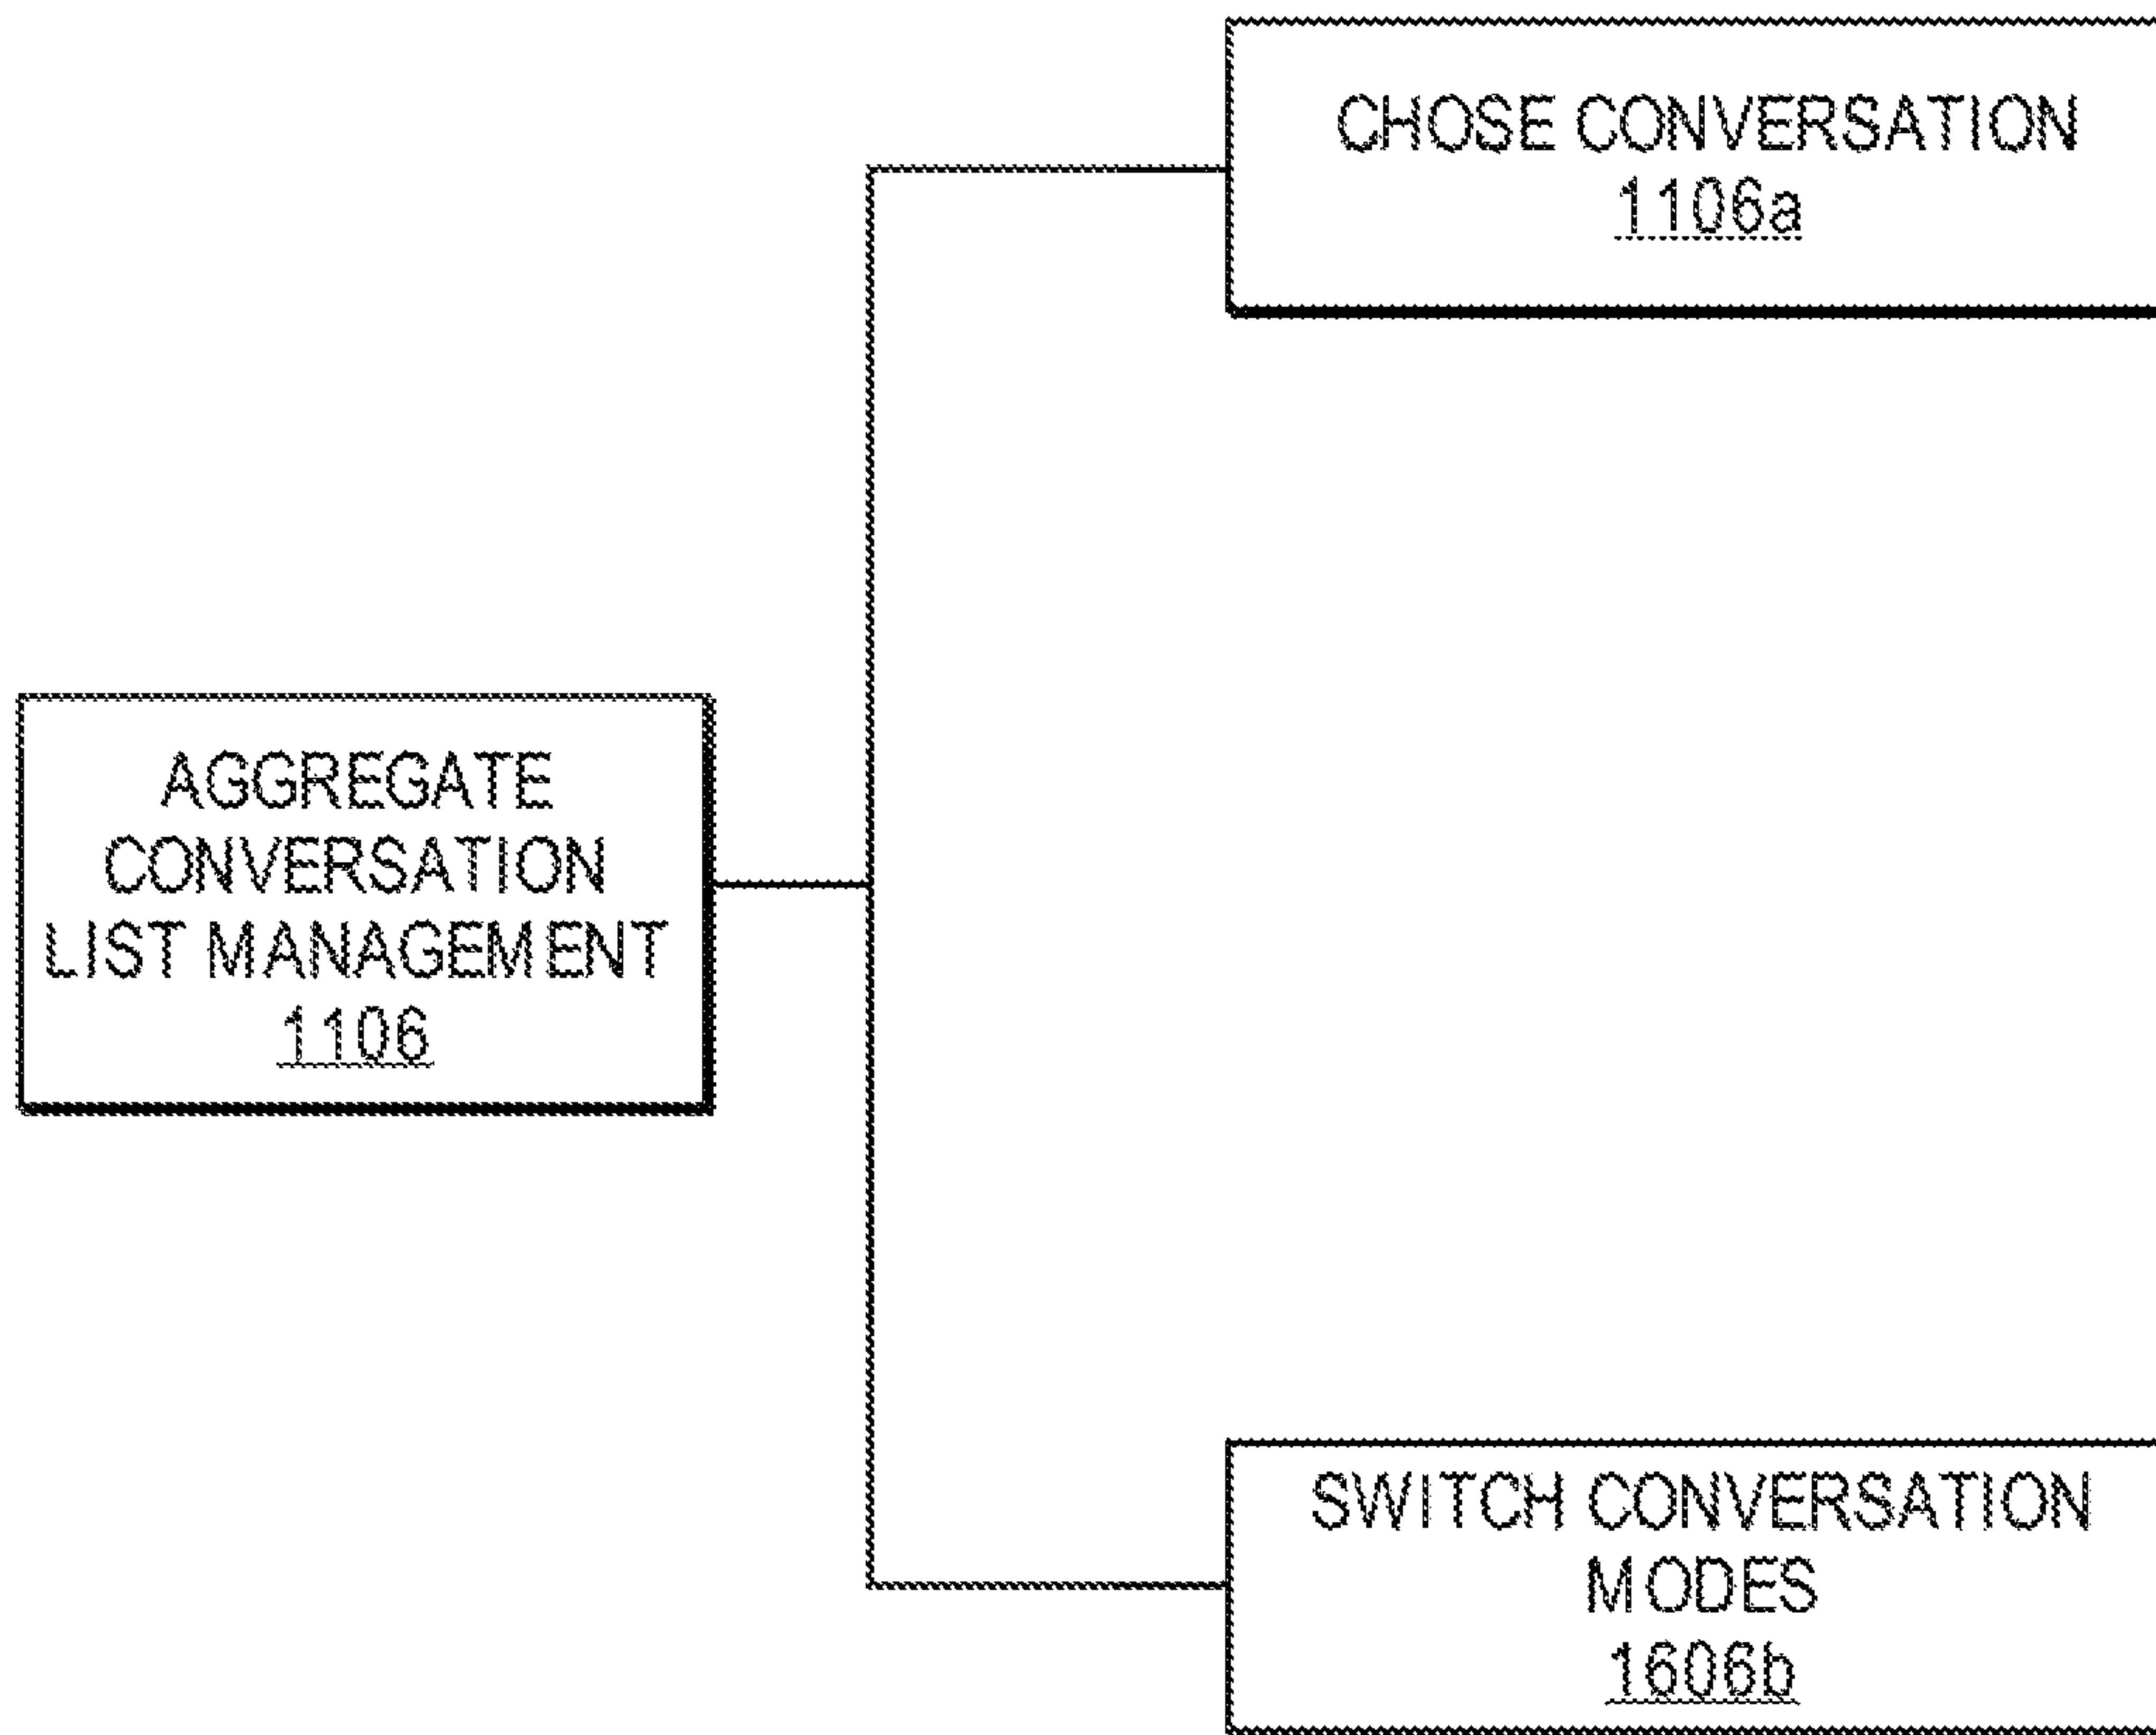 CHOSE CONVERSATION
1106a
AGGREGATE
CONVERSATION
LIST MANAGEMENT
1106
SWITCH CONVERSATION
MODES
1606b